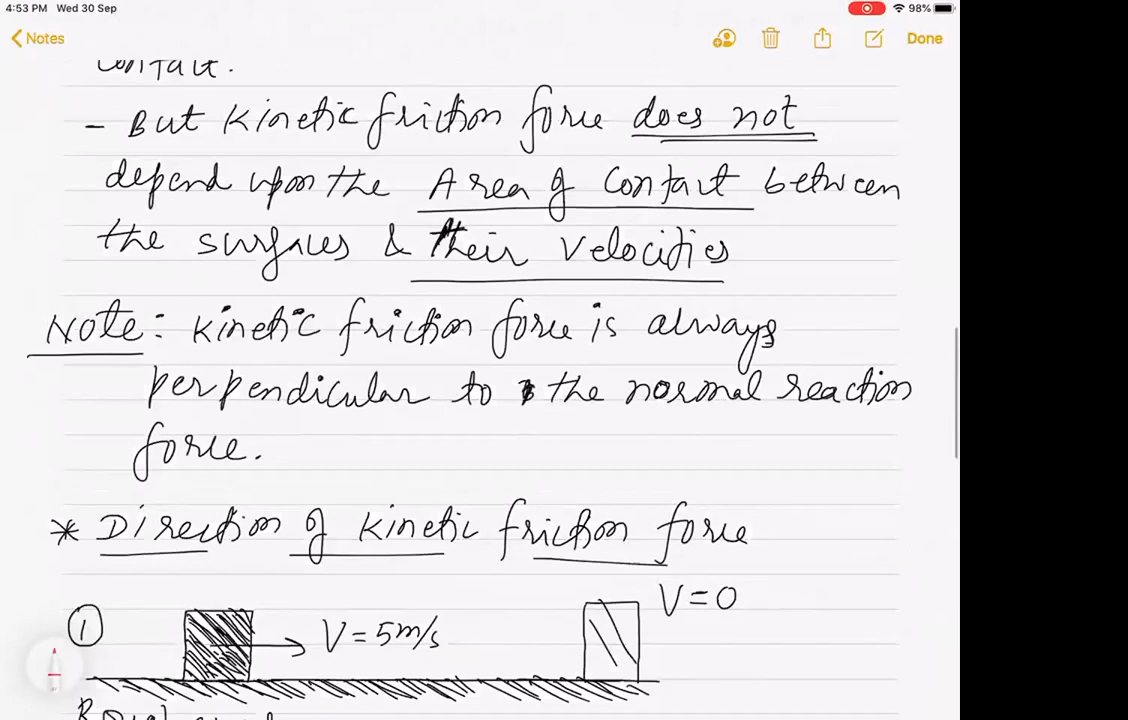 4:53 PM Wed 30 Sep
98%
Notes
Done
contact.
- But kinetic friction force does not
depend upon the Area of contact between
the surfaces & their velocities
Note: kinetic friction force is always
perpendicular to the normal reaction
force.
* Direction of kinetic friction force
V=0
1
V=5m/s